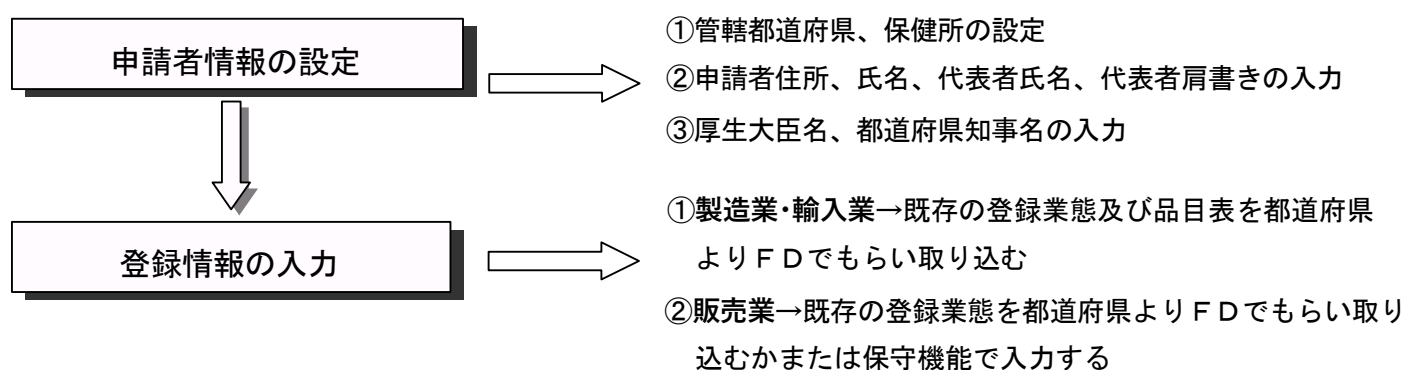 申請者情報の設定
①管轄都道府県、保健所の設定
②申請者住所、氏名、代表者氏名、代表者肩書きの入力
③厚生大臣名、都道府県知事名の入力
登録情報の入力
①製造業･輸入業→既存の登録業態及び品目表を都道府県
よりＦＤでもらい取り込む
②販売業→既存の登録業態を都道府県よりＦＤでもらい取り
込むかまたは保守機能で入力する